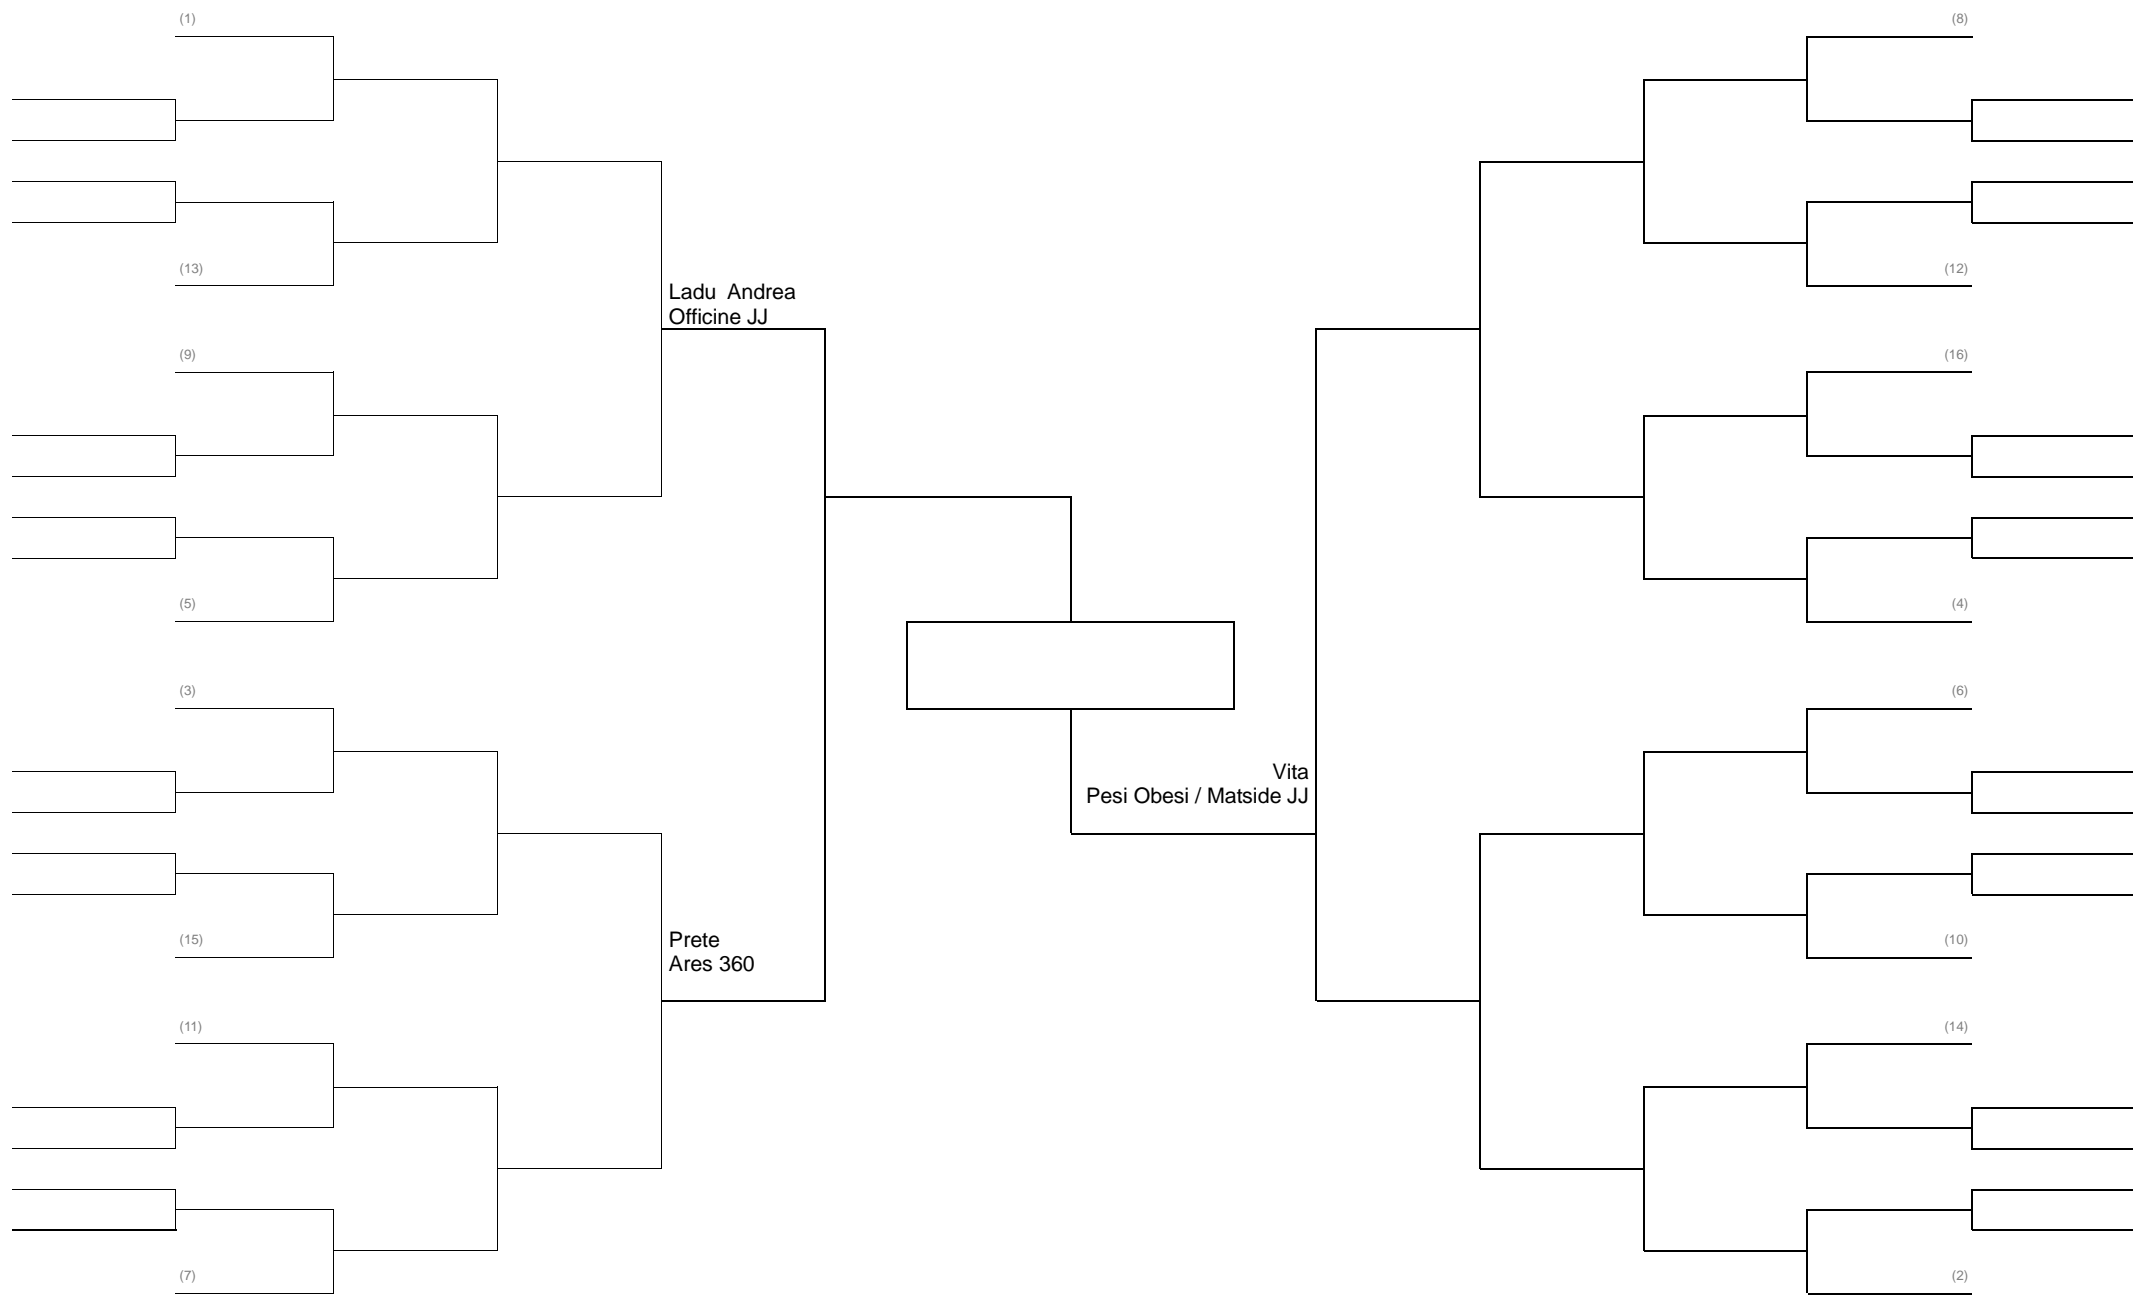 (1)
(13)
(9)
(5)
(3)
(15)
(11)
(7)
Ladu  Andrea
Officine JJ
Prete
Ares 360
Vita
Pesi Obesi / Matside JJ
(8)
(12)
(16)
(4)
(6)
(10)
(14)
(2)